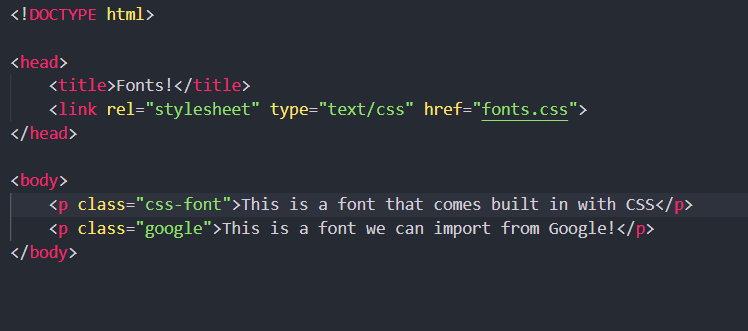 <!DOCTYPE html>
<head>
<title>Fonts!</title>
<link rel="stylesheet" type="text/css" href="fonts.css">
</head>
<body>
<p class="css-font">This is a font that comes built in with CSS</p>
<p class="google">This is a font we can import from Google!</p>
</body>